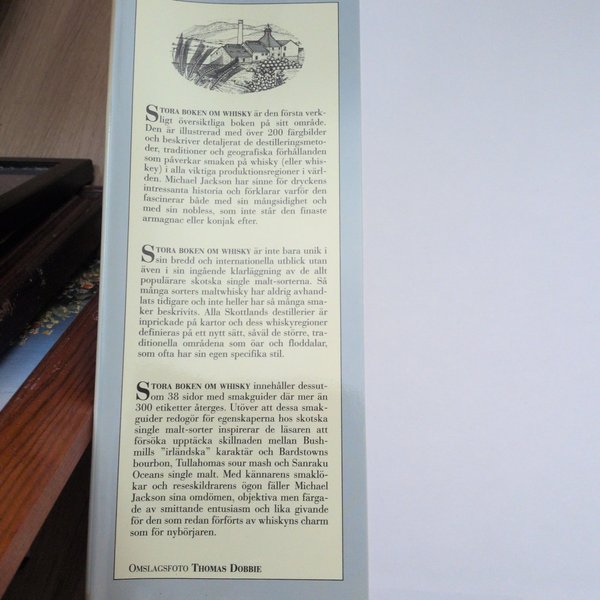 STORA BOKEN OM WHISKY är den första verk-
ligt översiktliga boken på sitt område.
Den är illustrerad med över 200 färgbilder
och beskriver detaljerat de destilleringsmeto-
der, traditioner och geografiska förhållanden
som påverkar smaken på whisky (eller whis-
key) i alla viktiga produktionsregioner i värl-
den. Michael Jackson har sinne för dryckens
intressanta historia och förklarar varför den
fascinerar både med sin mångsidighet och
med sin nobless, som inte står den finaste
armagnac eller konjak efter.
STORA BOKEN OM WHISKY är inte bara unik i
sin bredd och internationella utblick utan
även i sin ingående klarläggning av de allt
populärare skotska single malt-sorterna. Så
många sorters maltwhisky har aldrig avhand-
lats tidigare och inte heller har så många sma-
ker beskrivits. Alla Skottlands destillerier är
inprickade på kartor och dess whiskyregioner
definieras på ett nytt sätt, såväl de större, tra-
ditionella områdena som öar och floddalar,
som ofta har sin egen specifika stil.
STORA BOKEN OM WHISKY innehåller dessut-
om 38 sidor med smakguider där mer än
300 etiketter återges. Utöver att dessa smak-
guider redogör för egenskaperna hos skotska
single malt-sorter inspirerar de läsaren att
försöka upptäcka skillnaden mellan Bush-
mills "irländska" karaktär och Bardstowns
bourbon, Tullahomas sour mash och Sanraku
Oceans single malt. Med kännarens smaklö-
kar och reseskildrarens ögon fäller Michael
Jackson sina omdömen, objektiva men färga-
de av smittande entusiasm och lika givande
för den som redan förförts av whiskyns charm
som för nybörjaren.
OMSLAGSFOTO THOMAS DOBBIE